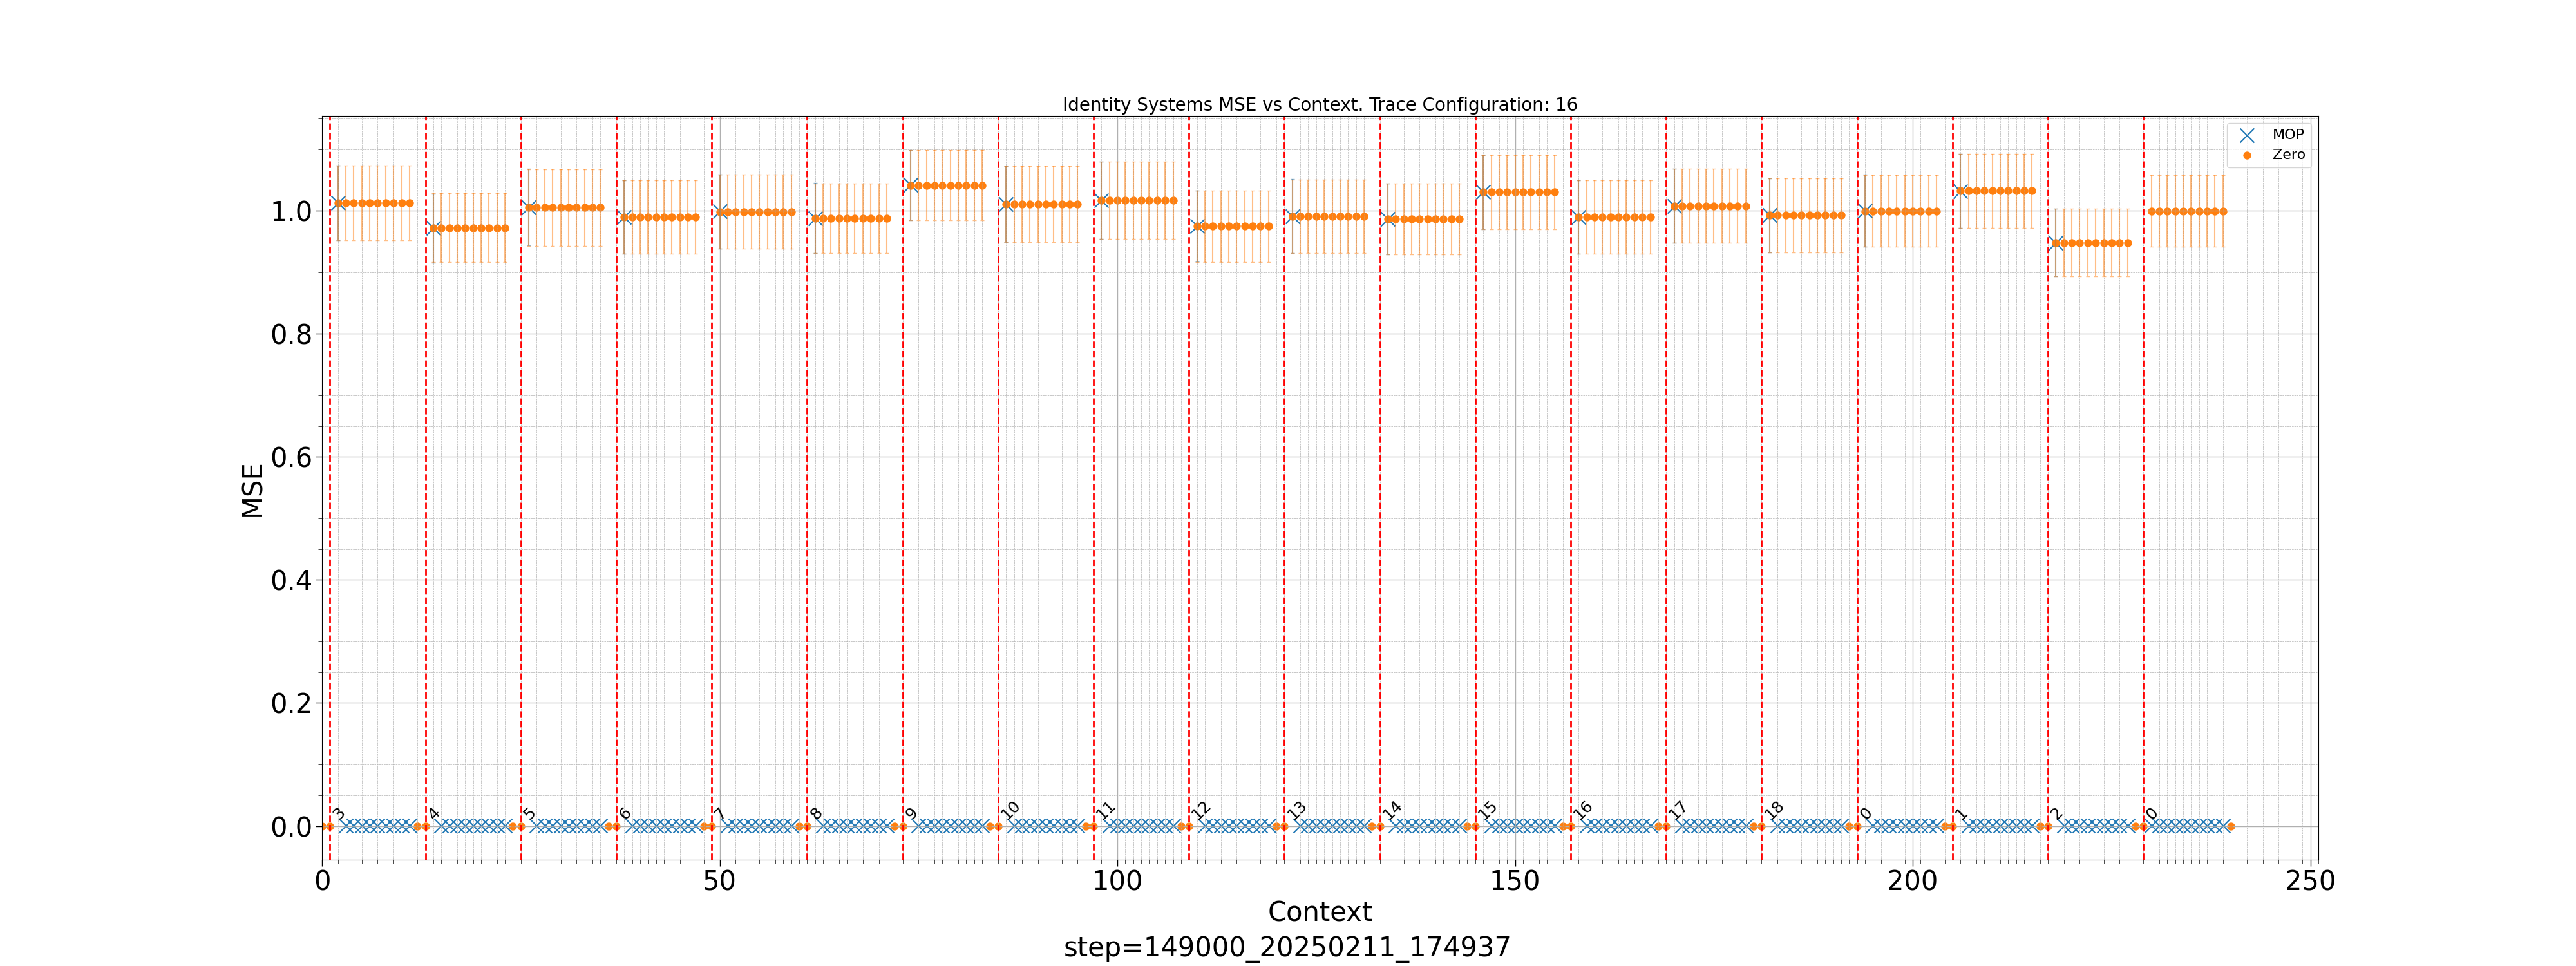 Identity Systems MSE vs Context. Trace Configuration: 16
MOP
Zero
MSE
1.0
0.8
0.6
0.4
0.2
0.0
3 4 5 6 7 8 9 10 11 12 13 14 15 16 17 18 0 1 2 0
0 50 100 150 200 250
Context
step=149000_20250211_174937